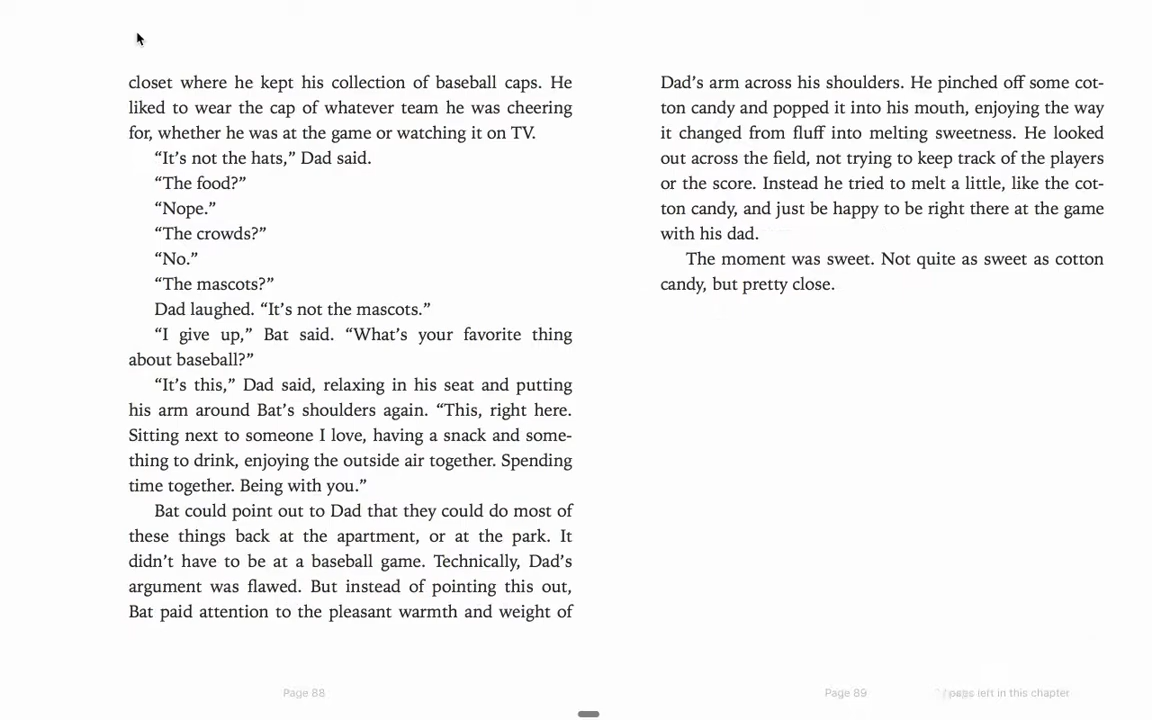 closet where he kept his collection of baseball caps. He
liked to wear the cap of whatever team he was cheering
for, whether he was at the game or watching it on TV.
“It’s not the hats,” Dad said.
“The food?”
“Nope.”
“The crowds?”
“No.”
“The mascots?”
Dad laughed. “It’s not the mascots.”
“I give up,” Bat said. “What’s your favorite thing
about baseball?”
“It’s this,” Dad said, relaxing in his seat and putting
his arm around Bat’s shoulders again. “This, right here.
Sitting next to someone I love, having a snack and some-
thing to drink, enjoying the outside air together. Spending
time together. Being with you.”
Bat could point out to Dad that they could do most of
these things back at the apartment, or at the park. It
didn’t have to be at a baseball game. Technically, Dad’s
argument was flawed. But instead of pointing this out,
Bat paid attention to the pleasant warmth and weight of
Page 88
Dad’s arm across his shoulders. He pinched off some cot-
ton candy and popped it into his mouth, enjoying the way
it changed from fluff into melting sweetness. He looked
out across the field, not trying to keep track of the players
or the score. Instead he tried to melt a little, like the cot-
ton candy, and just be happy to be right there at the game
with his dad.
The moment was sweet. Not quite as sweet as cotton
candy, but pretty close.
Page 89
left in this chapter